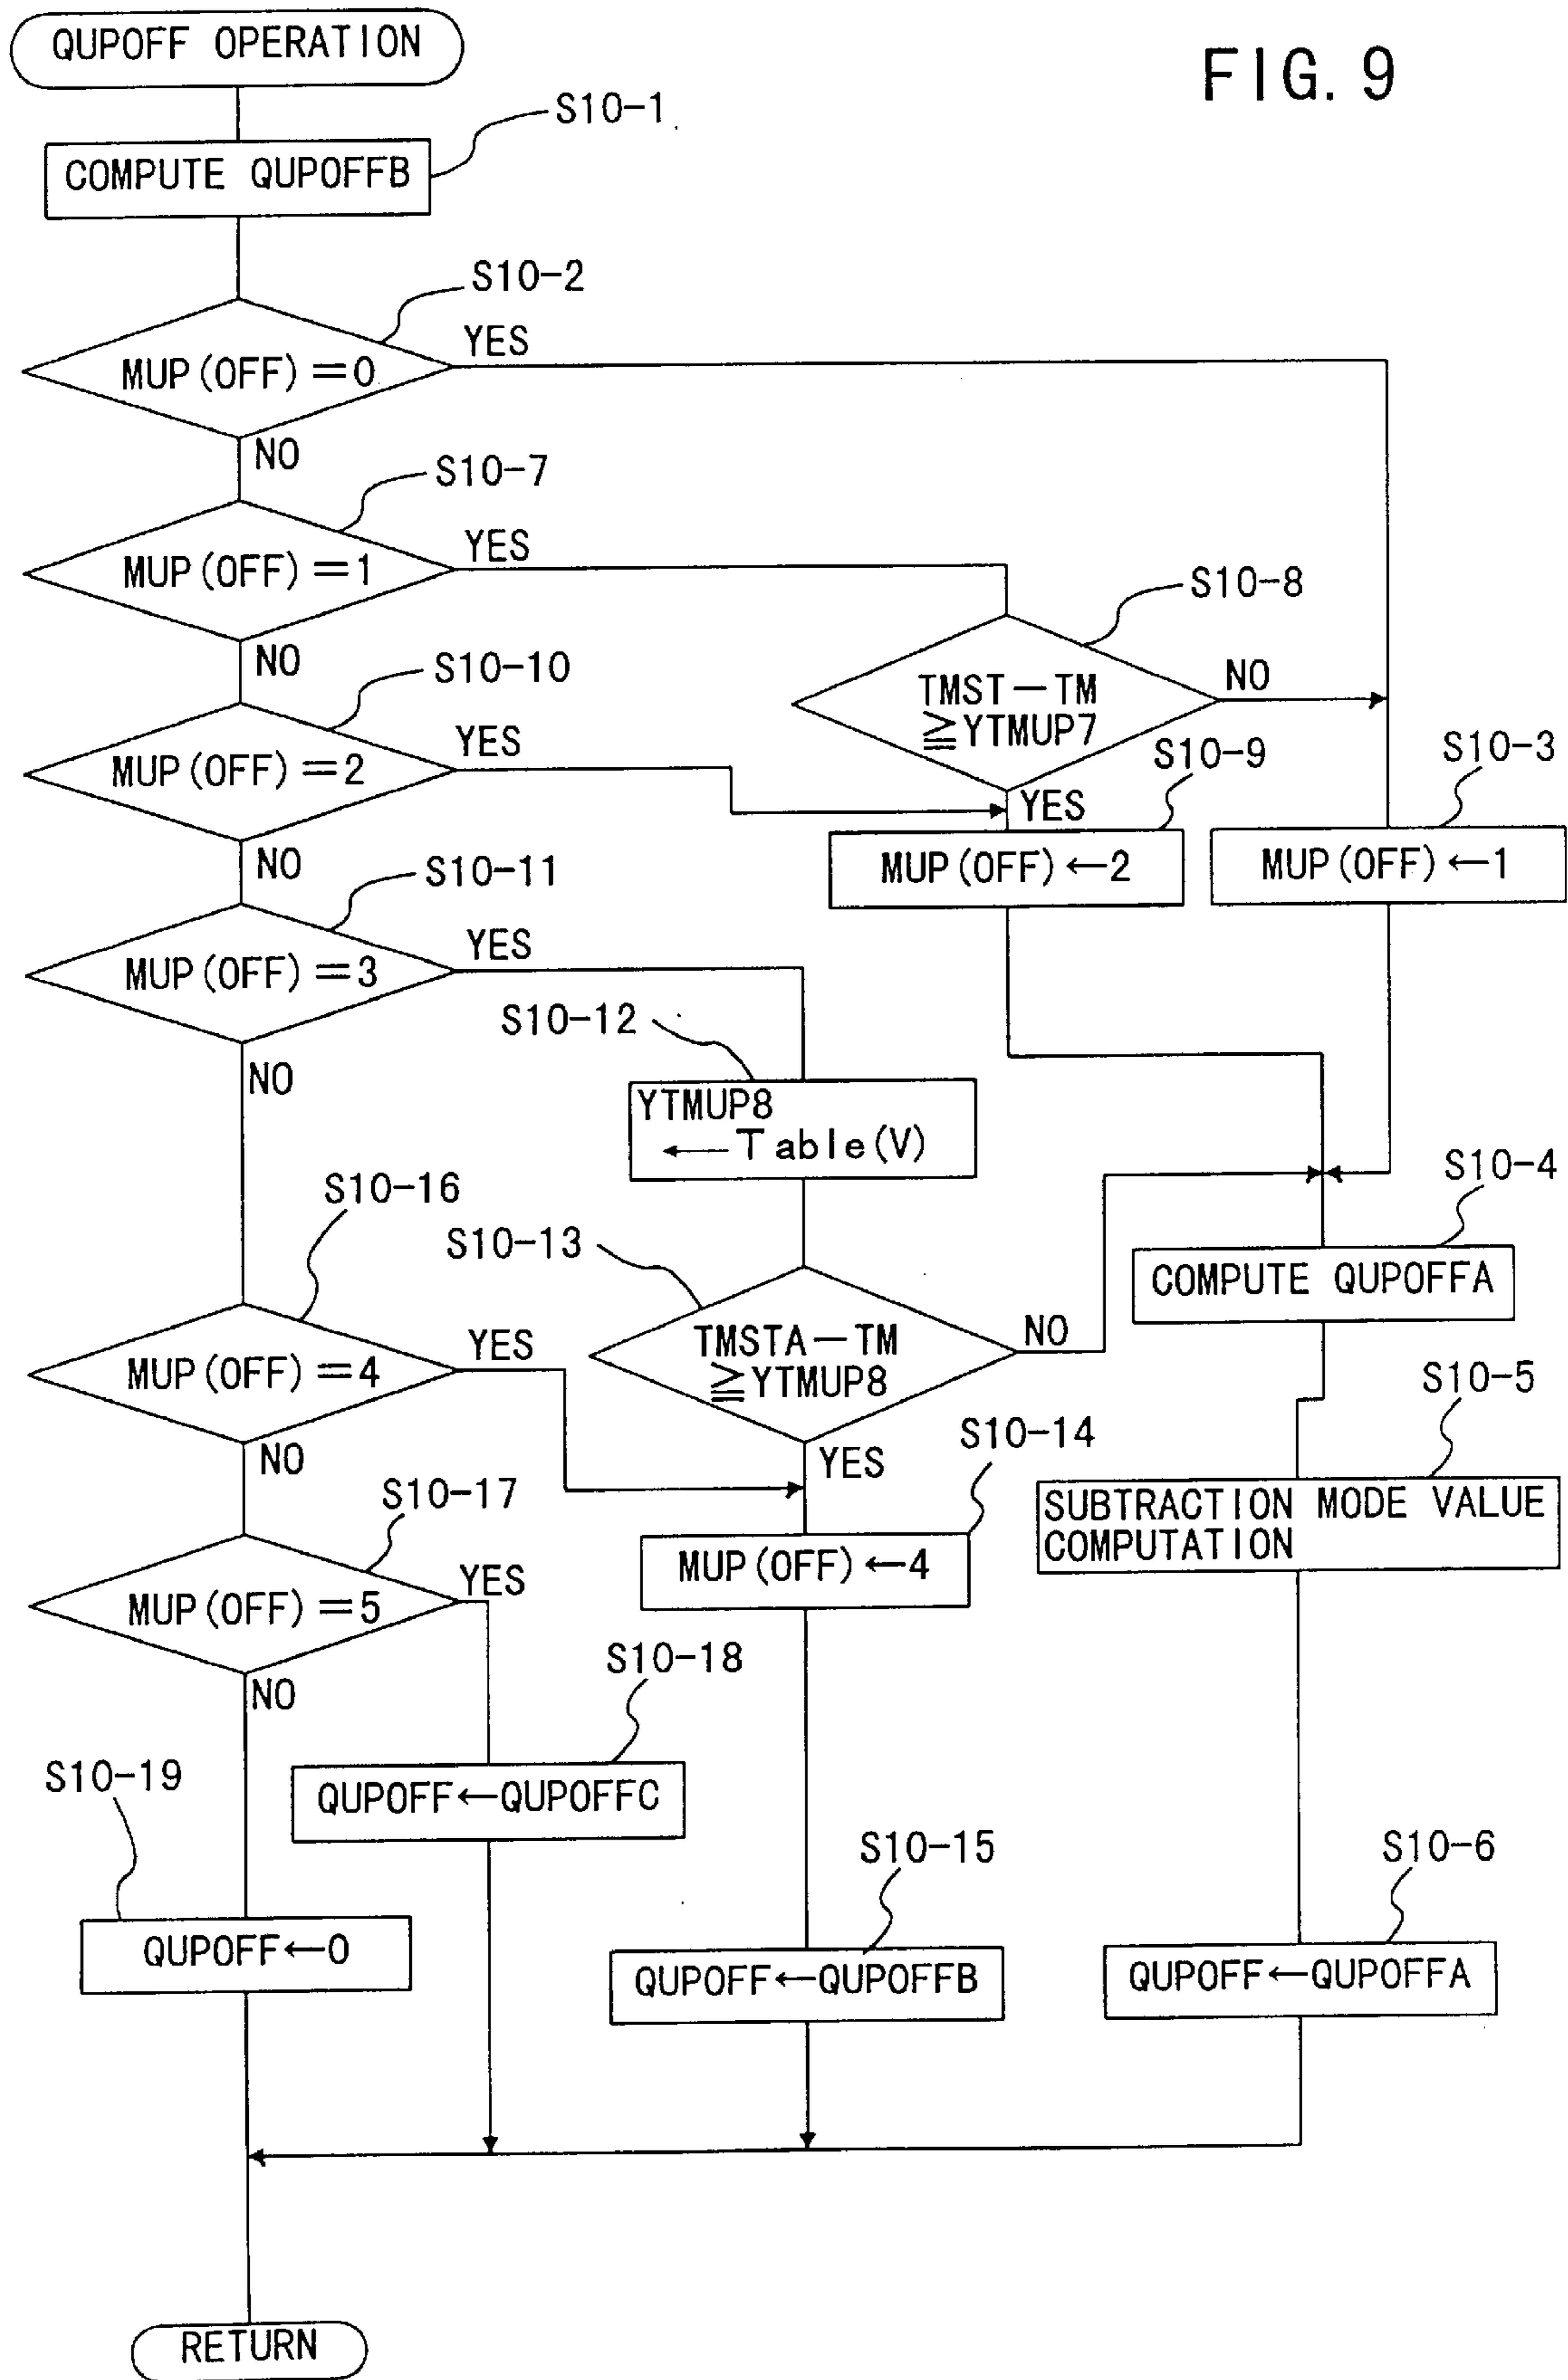 QUPOFF OPERATION
FIG. 9
S10-1
COMPUTE QUPOFFB
S10-2
MUP(OFF)=0
YES
NO
S10-7
MUP(OFF)=1
YES
S10-8
TMST-TM
≧YTMUP7
NO
YES
NO
S10-10
MUP(OFF)=2
YES
S10-9
MUP(OFF)←2
S10-3
MUP(OFF)←1
NO
S10-11
MUP(OFF)=3
YES
S10-12
YTMUP8
←Table(V)
NO
S10-4
COMPUTE QUPOFFA
S10-16
S10-13
TMSTA-TM
≧YTMUP8
NO
YES
MUP(OFF)=4
YES
NO
S10-5
SUBTRACTION MODE VALUE
COMPUTATION
S10-14
MUP(OFF)←4
S10-17
MUP(OFF)=5
YES
NO
S10-18
QUPOFF←QUPOFFC
S10-19
QUPOFF←0
S10-15
QUPOFF←QUPOFFB
S10-6
QUPOFF←QUPOFFA
RETURN